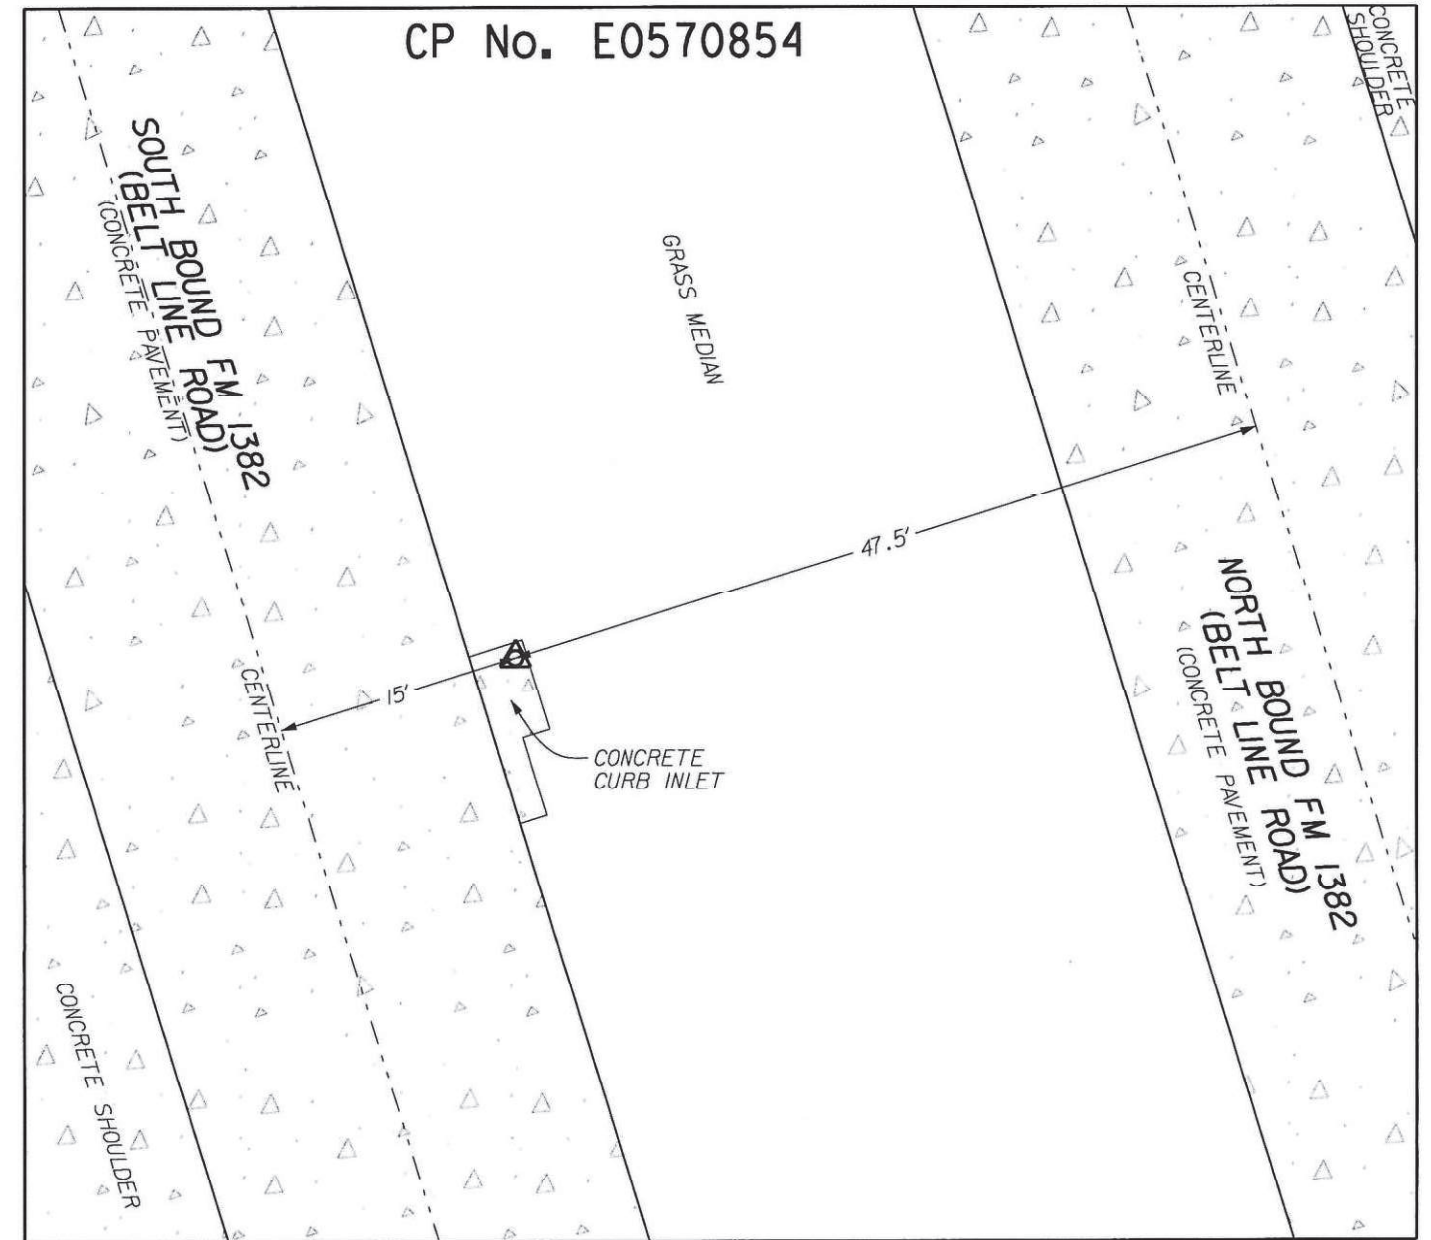 CP No. E0570854
CONCRETE
SHOULDER
SOUTH BOUND FM 1382
(BELT LINE ROAD)
(CONCRETE PAVEMENT)
GRASS MEDIAN
CENTERLINE
47.5'
15'
CENTERLINE
CONCRETE
CURB INLET
NORTH BOUND FM 1382
(BELT LINE ROAD)
(CONCRETE PAVEMENT)
CONCRETE SHOULDER